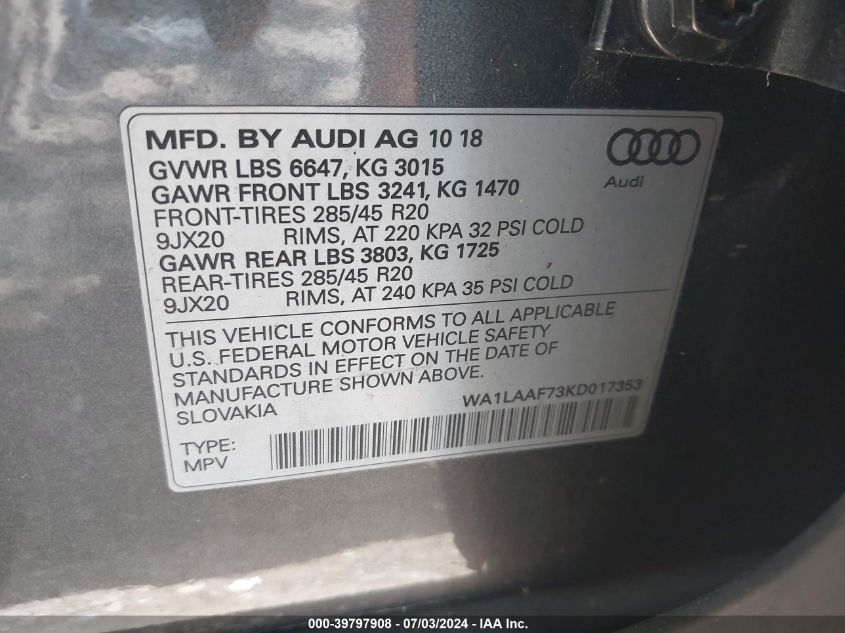 MFD. BY AUDI AG 10 18
GVWR LBS 6647, KG 3015
GAWR FRONT LBS 3241, KG 1470
FRONT-TIRES 285/45 R20
9JX20 RIMS, AT 220 KPA 32 PSI COLD
GAWR REAR LBS 3803, KG 1725
REAR-TIRES 285/45 R20
9JX20 RIMS, AT 240 KPA 35 PSI COLD
Audi
THIS VEHICLE CONFORMS TO ALL APPLICABLE
U.S. FEDERAL MOTOR VEHICLE SAFETY
STANDARDS IN EFFECT ON THE DATE OF
MANUFACTURE SHOWN ABOVE.
SLOVAKIA
WA1LAAF73KD017353
TYPE:
MPV
000-39797908 - 07/03/2024 - IAA Inc.